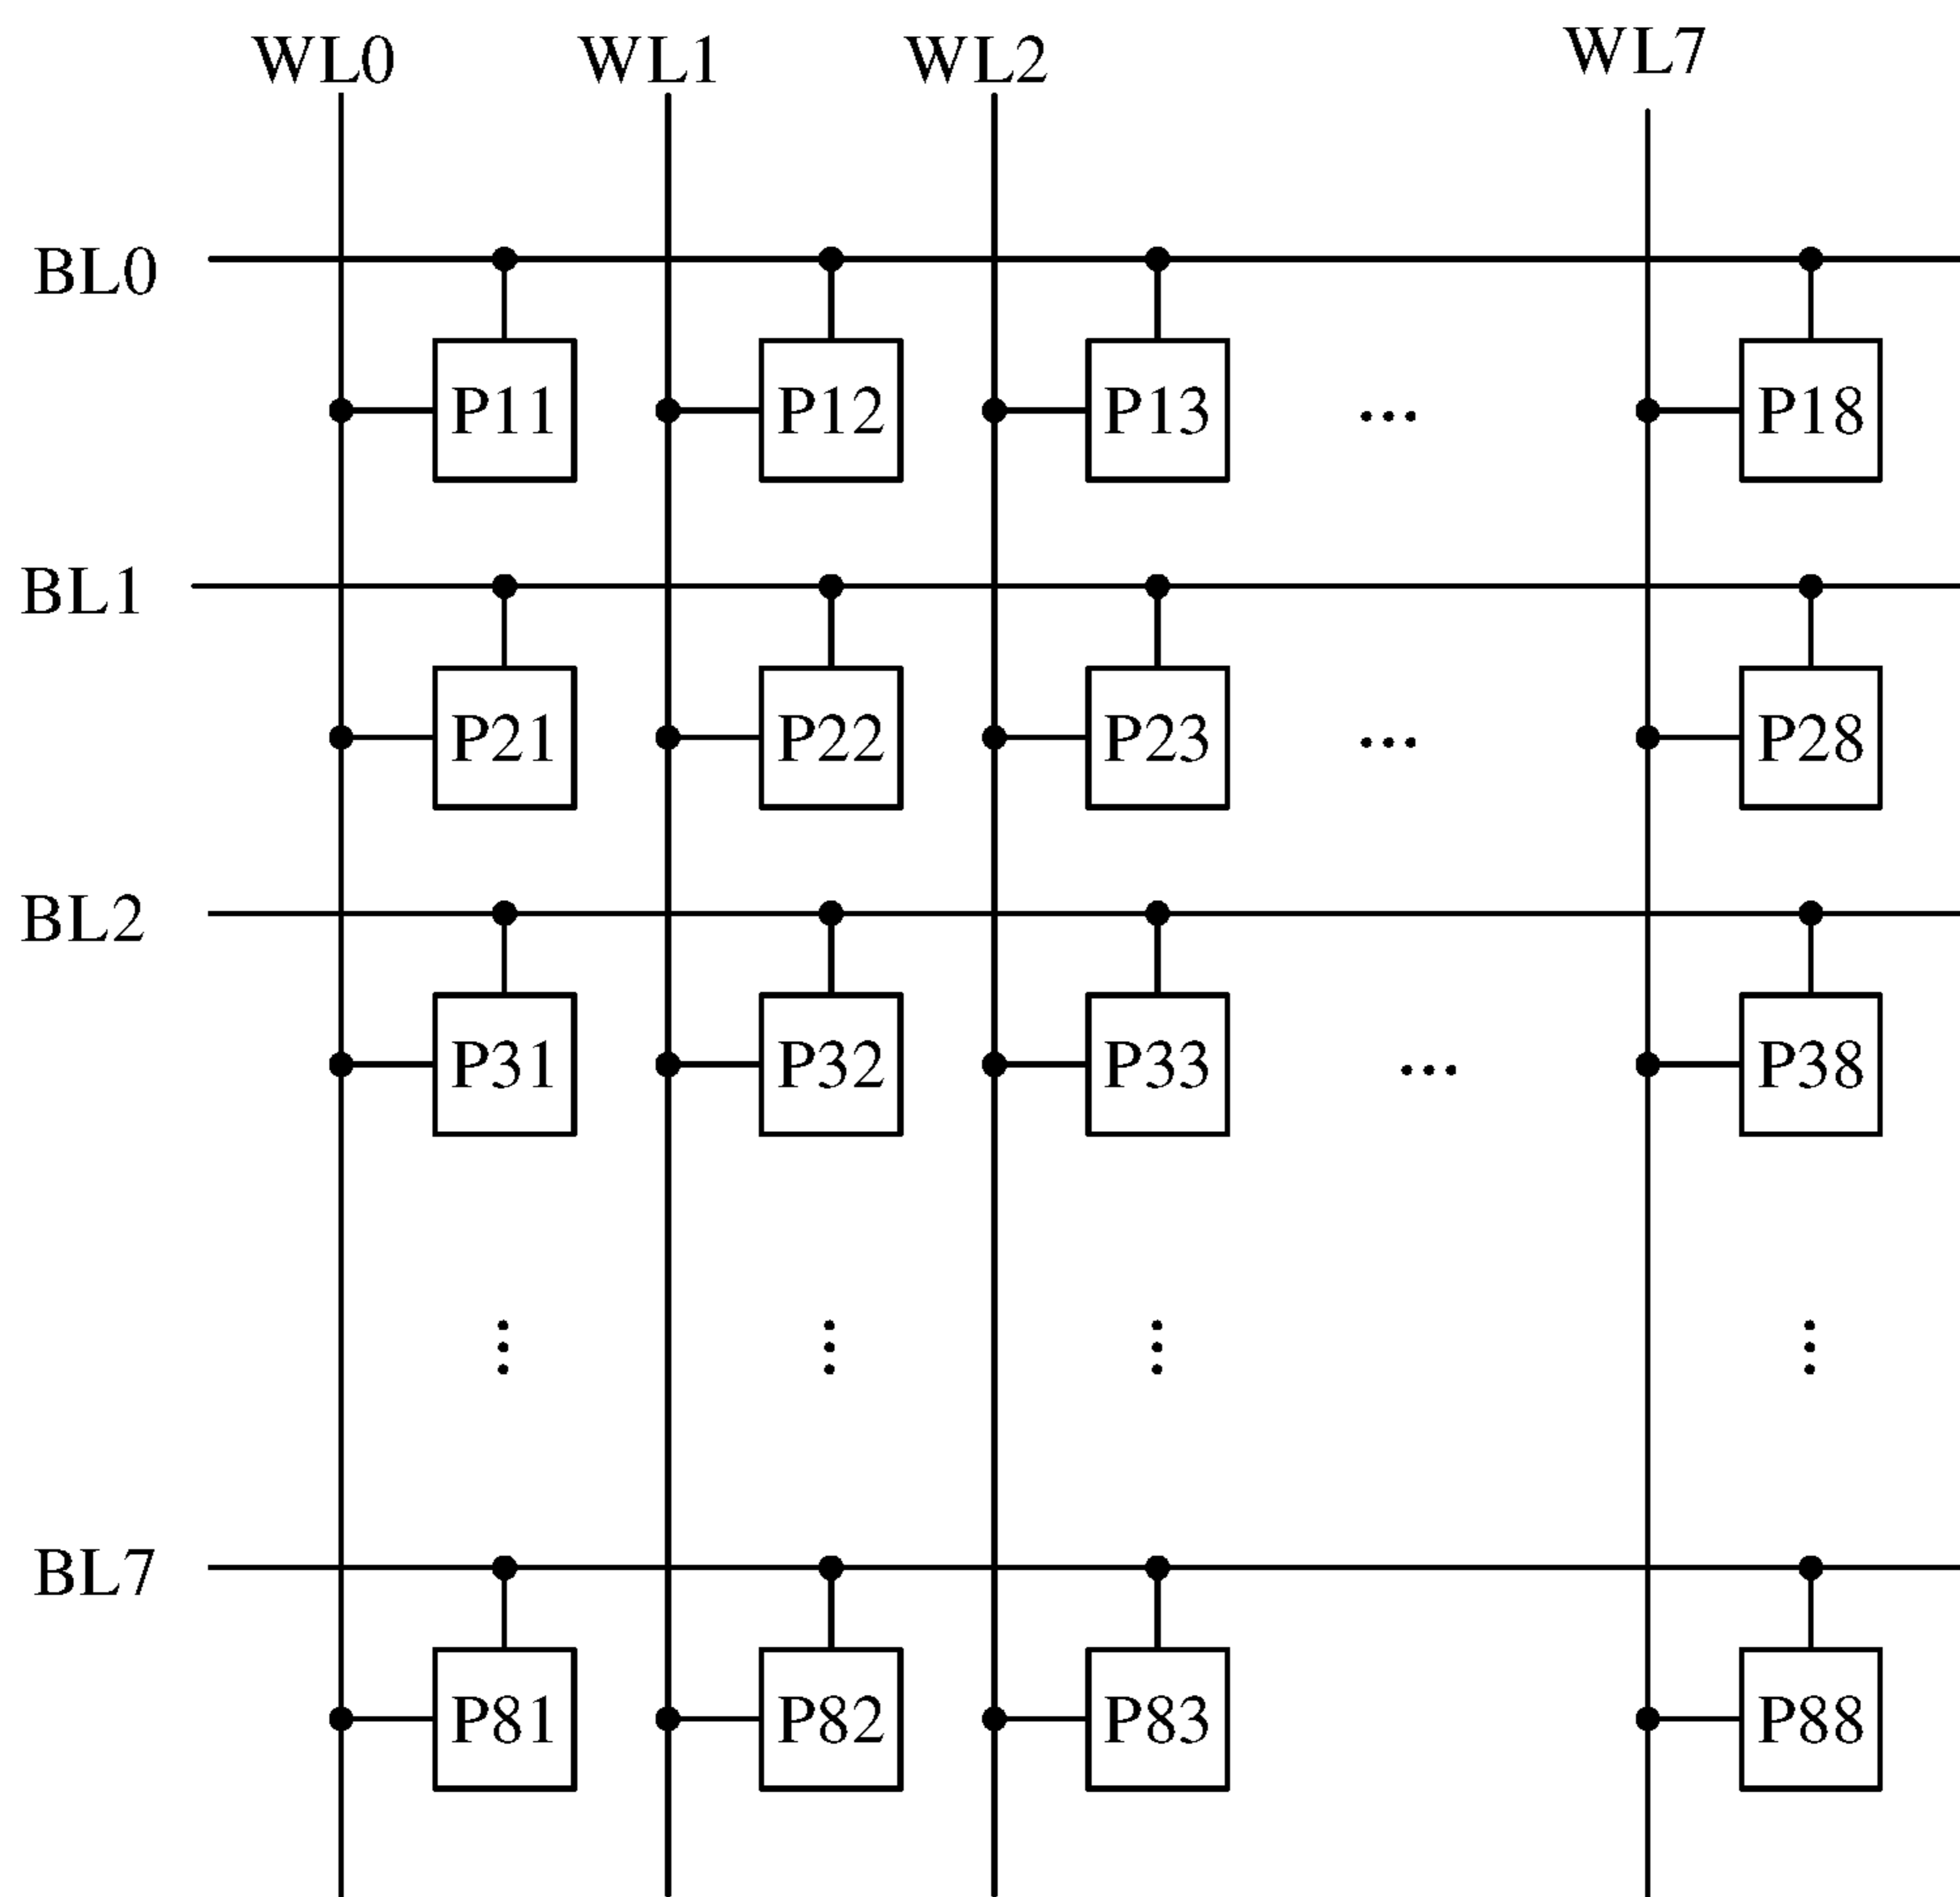 WL0 WL1 WL2 WL7
BL0
P11 P12 P13 ... P18
BL1
P21 P22 P23 ... P28
BL2
P31 P32 P33 ... P38
BL7
P81 P82 P83 P88